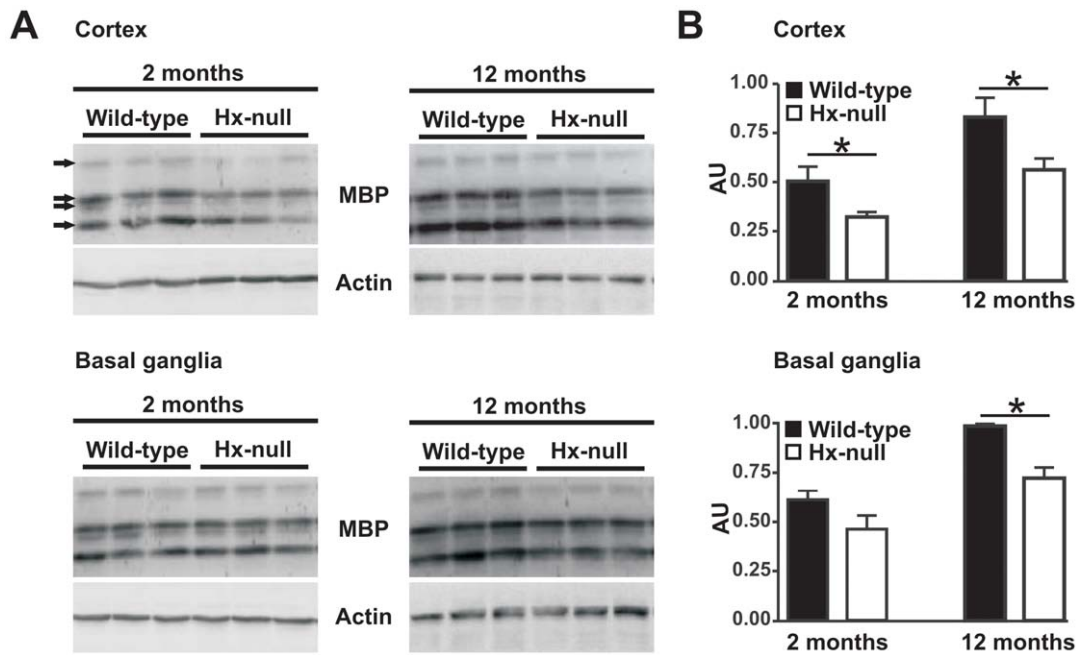 A Cortex
2 months
12 months
Wild-type Hx-null
Wild-type Hx-null
MBP
Actin
Basal ganglia
2 months
12 months
Wild-type Hx-null
Wild-type Hx-null
MBP
Actin
B Cortex
1.00
0.75
0.50
0.25
0.00
AU
Wild-type
Hx-null
*
*
2 months
12 months
Basal ganglia
1.00
0.75
0.50
0.25
0.00
AU
Wild-type
Hx-null
*
2 months
12 months